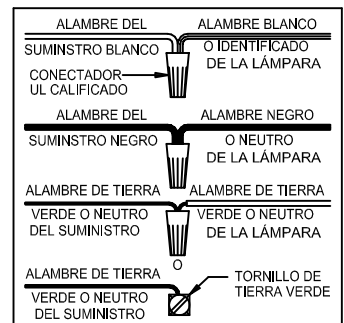 ALAMBRE DEL ALAMBRE BLANCO
SUMINSTRO BLANCO O IDENTIFICADO
DE LA LÁMPARA
CONECTADOR
UL CALIFICADO
ALAMBRE DEL ALAMBRE NEGRO
SUMINSTRO NEGRO O NEUTRO
DE LA LÁMPARA
ALAMBRE DE TIERRA ALAMBRE DE TIERRA
VERDE O NEUTRO VERDE O NEUTRO
DEL SUMINISTRO DE LA LÁMPARA
O
ALAMBRE DE TIERRA TORNILLO DE
TIERRA VERDE
VERDE O NEUTRO
DEL SUMINISTRO